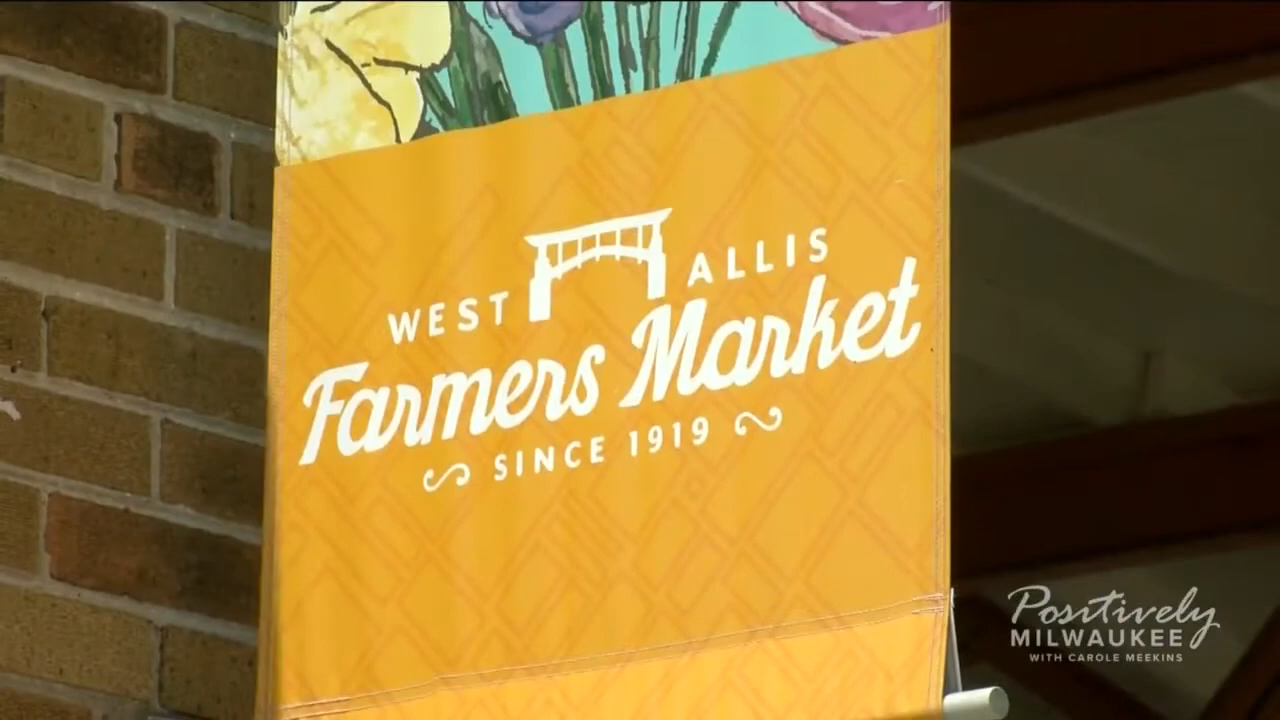 WEST ALLIS
Farmers Market
SINCE 1919
Positively
MILWAUKEE
WITH CAROLE MEEKINS